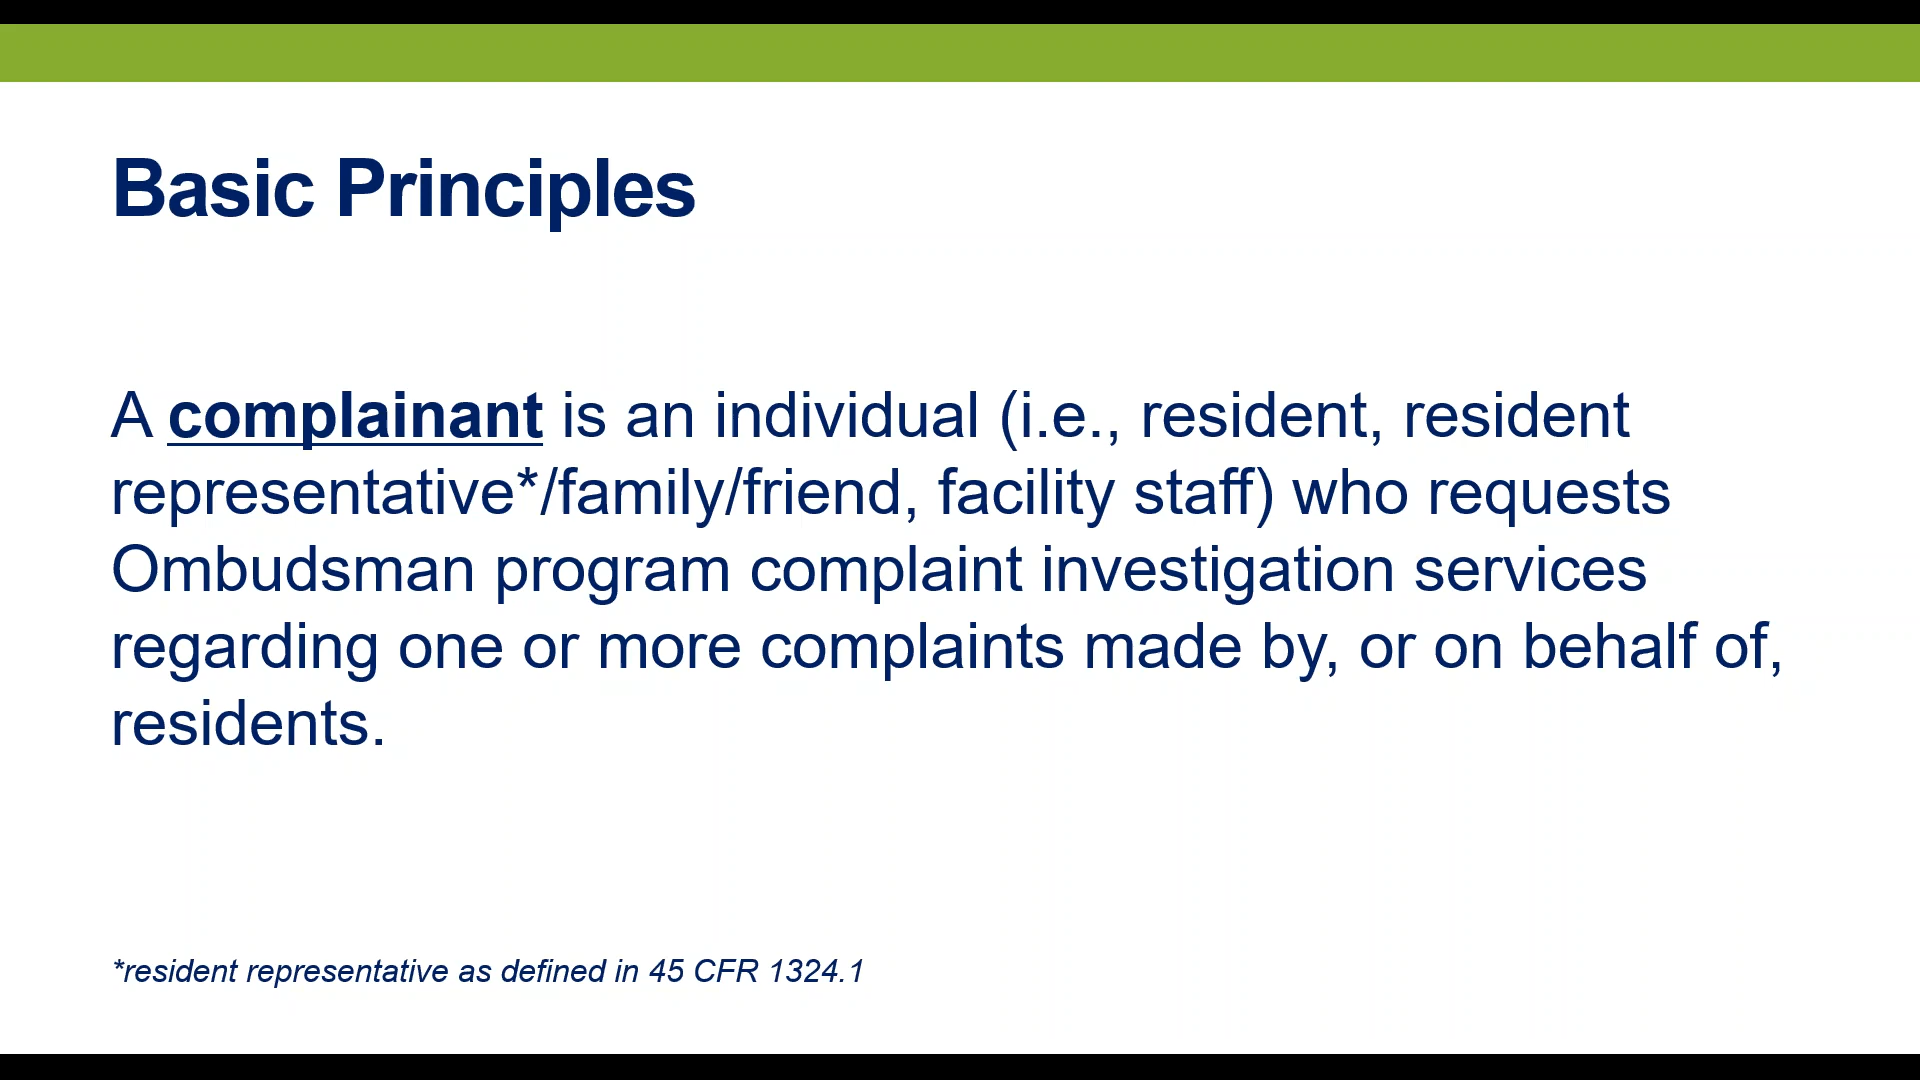 Basic Principles
A complainant is an individual (i.e., resident, resident
representative*/family/friend, facility staff) who requests
Ombudsman program complaint investigation services
regarding one or more complaints made by, or on behalf of,
residents.
*resident representative as defined in 45 CFR 1324.1